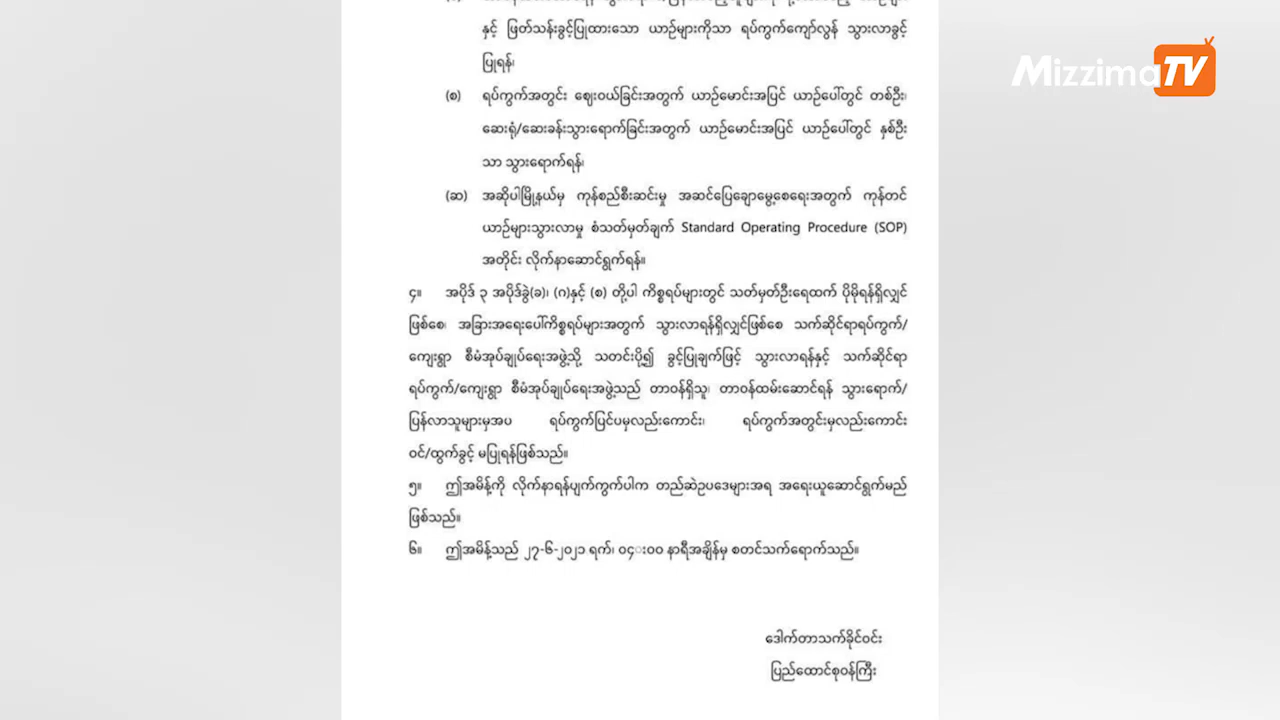 Mizzima TV
နှင့် ဖြတ်သန်းခွင့်ပြုထားသော ယာဉ်များကိုသာ ရပ်ကွက်ကျော်လွန် သွားလာခွင့်
ပြုရန်၊
(စ) ရပ်ကွက်အတွင်း ဈေးဝယ်ခြင်းအတွက် ယာဉ်မောင်းအပြင် ယာဉ်ပေါ်တွင် တစ်ဦး၊
ဆေးရုံ/ဆေးခန်းသွားရောက်ခြင်းအတွက် ယာဉ်မောင်းအပြင် ယာဉ်ပေါ်တွင် နှစ်ဦး
သာ သွားရောက်ရန်၊
(ဆ) အဆိုပါမြို့နယ်မှ ကုန်စည်စီးဆင်းမှု အဆင်ပြေချောမွေ့စေရေးအတွက် ကုန်တင်
ယာဉ်များသွားလာမှု စံသတ်မှတ်ချက် Standard Operating Procedure (SOP)
အတိုင်း လိုက်နာဆောင်ရွက်ရန်။
၄။ အပိုဒ် ၃ အပိုဒ်ခွဲ(ခ)၊ (ဂ)နှင့် (စ) တို့ပါ ကိစ္စရပ်များတွင် သတ်မှတ်ဦးရေထက် ပိုမိုရန်ရှိလျှင်
ဖြစ်စေ၊ အခြားအရေးပေါ်ကိစ္စရပ်များအတွက် သွားလာရန်ရှိလျှင်ဖြစ်စေ သက်ဆိုင်ရာရပ်ကွက်/
ကျေးရွာ စီမံအုပ်ချုပ်ရေးအဖွဲ့သို့ သတင်းပို့၍ ခွင့်ပြုချက်ဖြင့် သွားလာရန်နှင့် သက်ဆိုင်ရာ
ရပ်ကွက်/ကျေးရွာ စီမံအုပ်ချုပ်ရေးအဖွဲ့သည် တာဝန်ရှိသူ၊ တာဝန်ထမ်းဆောင်ရန် သွားရောက်/
ပြန်လာသူများမှအပ ရပ်ကွက်ပြင်ပမှလည်းကောင်း၊ ရပ်ကွက်အတွင်းမှလည်းကောင်း
ဝင်/ထွက်ခွင့် မပြုရန်ဖြစ်သည်။
၅။ ဤအမိန့်ကို လိုက်နာရန်ပျက်ကွက်ပါက တည်ဆဲဥပဒေများအရ အရေးယူဆောင်ရွက်မည်
ဖြစ်သည်။
၆။ ဤအမိန့်သည် ၂၇-၆-၂၀၂၁ ရက်၊ ၀၄း၀၀ နာရီအချိန်မှ စတင်သက်ရောက်သည်။
ဒေါက်တာသက်ခိုင်ဝင်း
ပြည်ထောင်စုဝန်ကြီး